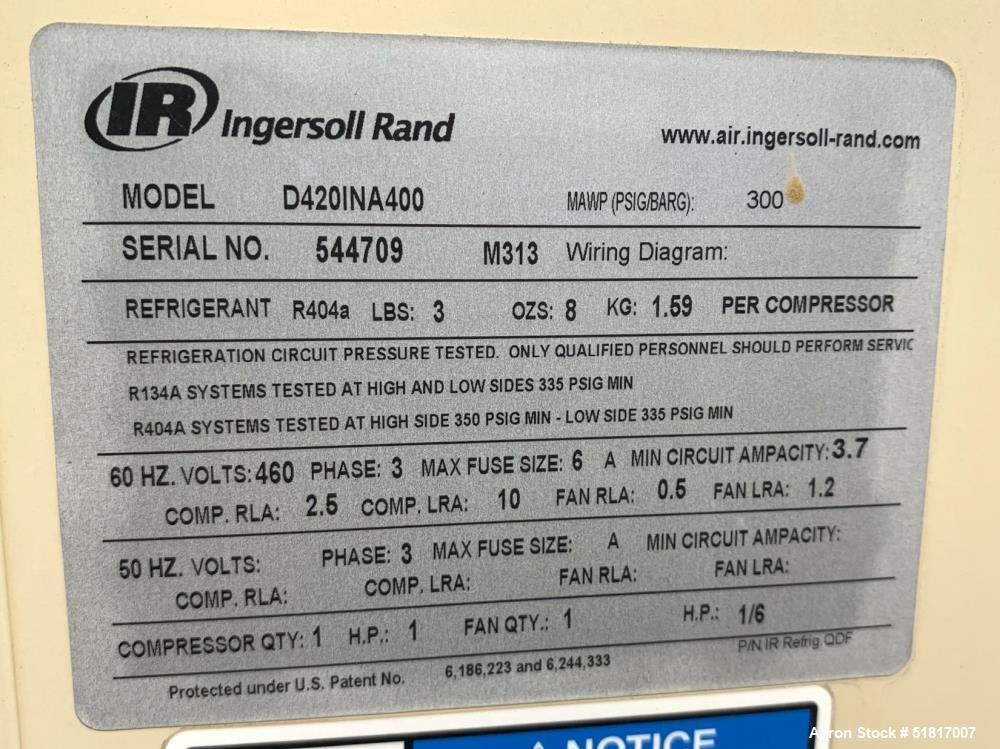 IR Ingersoll Rand
www.air.ingersoll-rand.com
MODEL D420INA400 MAWP (PSIG/BARG): 300
SERIAL NO. 544709 M313 Wiring Diagram:
REFRIGERANT R404a LBS: 3 OZS: 8 KG: 1.59 PER COMPRESSOR
REFRIGERATION CIRCUIT PRESSURE TESTED. ONLY QUALIFIED PERSONNEL SHOULD PERFORM SERVIC
R134A SYSTEMS TESTED AT HIGH AND LOW SIDES 335 PSIG MIN
R404A SYSTEMS TESTED AT HIGH SIDE 350 PSIG MIN - LOW SIDE 335 PSIG MIN
60 HZ. VOLTS: 460 PHASE: 3 MAX FUSE SIZE: 6 A MIN CIRCUIT AMPACITY: 3.7
COMP. RLA: 2.5 COMP. LRA: 10 FAN RLA: 0.5 FAN LRA: 1.2
50 HZ. VOLTS: PHASE: 3 MAX FUSE SIZE: A MIN CIRCUIT AMPACITY:
COMP. RLA: COMP. LRA: FAN RLA: FAN LRA:
COMPRESSOR QTY: 1 H.P.: 1 FAN QTY.: 1 H.P.: 1/6
Protected under U.S. Patent No. 6,186,223 and 6,244,333 P/N IR Refrig QDF
NOTICE
Aaron Stock # 51817007